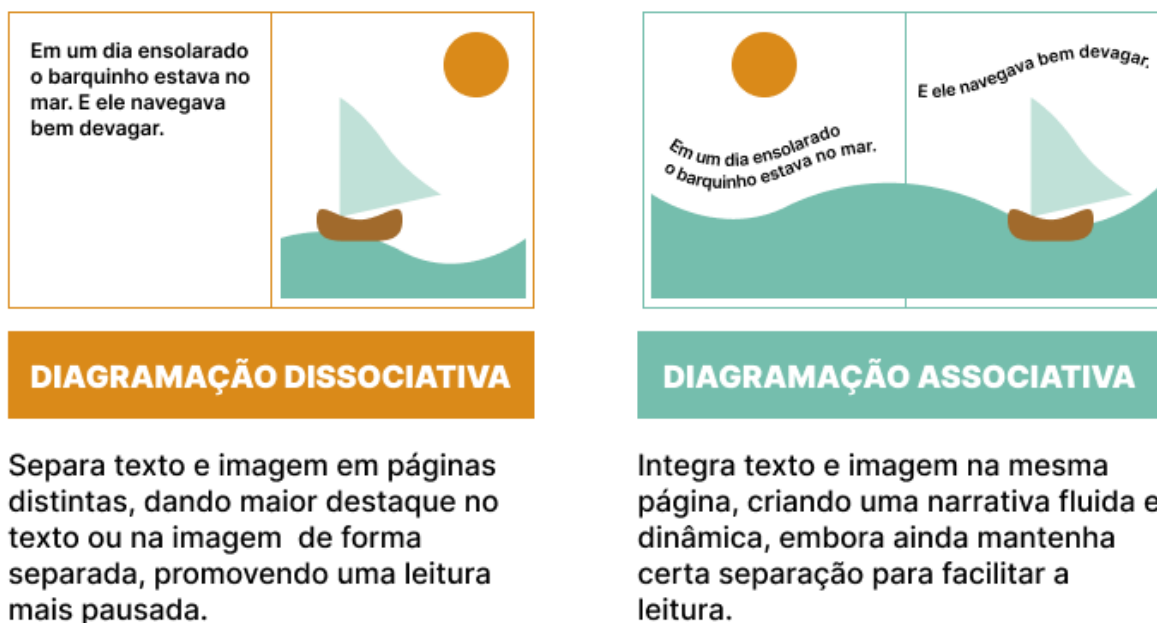 Em um dia ensolarado
o barquinho estava no
mar. E ele navegava
bem devagar.
DIAGRAMAÇÃO DISSOCIATIVA
Separa texto e imagem em páginas
distintas, dando maior destaque no
texto ou na imagem  de forma
separada, promovendo uma leitura
mais pausada.
Em um dia ensolarado
o barquinho estava no mar.
E ele navegava bem devagar.
DIAGRAMAÇÃO ASSOCIATIVA
Integra texto e imagem na mesma
página, criando uma narrativa fluida e
dinâmica, embora ainda mantenha
certa separação para facilitar a
leitura.